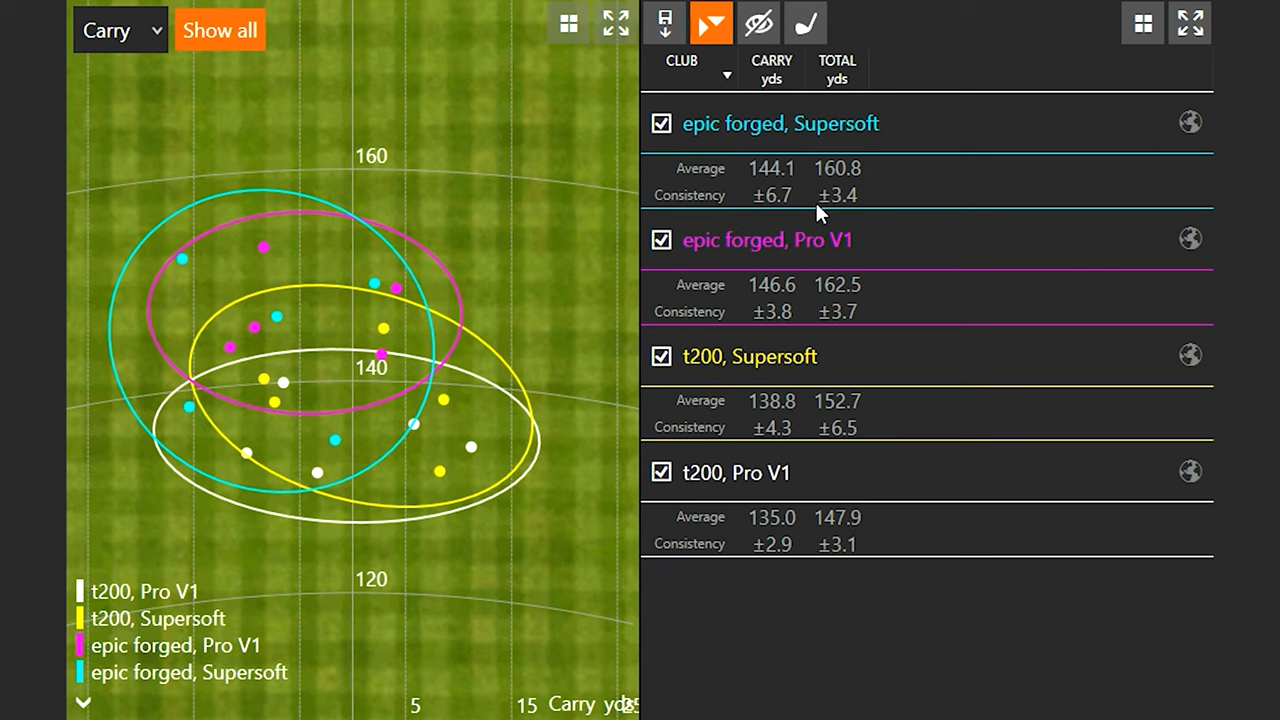 Carry
Show all
160
140
120
t200, Pro V1
t200, Supersoft
epic forged, Pro V1
epic forged, Supersoft
5
15
Carry yds
CLUB
CARRY
yds
TOTAL
yds
epic forged, Supersoft
Average 144.1 160.8
Consistency ±6.7 ±3.4
epic forged, Pro V1
Average 146.6 162.5
Consistency ±3.8 ±3.7
t200, Supersoft
Average 138.8 152.7
Consistency ±4.3 ±6.5
t200, Pro V1
Average 135.0 147.9
Consistency ±2.9 ±3.1